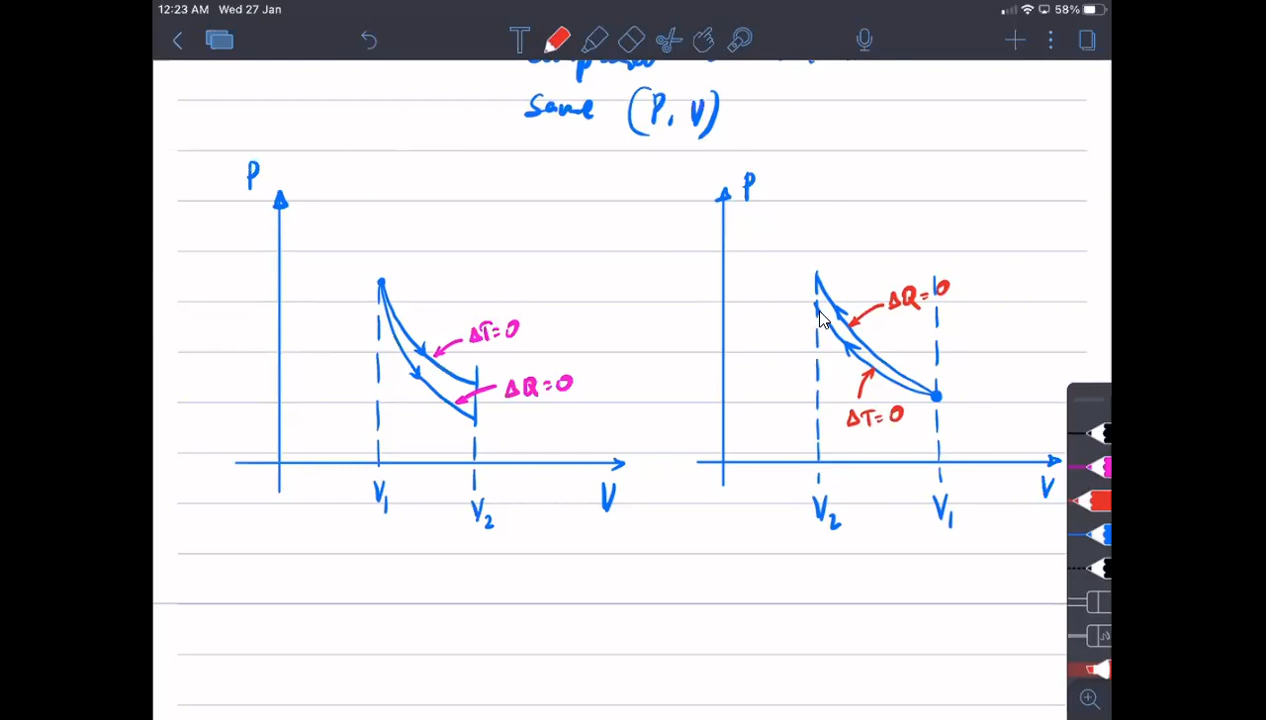 12:23 AM Wed 27 Jan
58%
T
same (P, V)
P
P
ΔT=0
ΔQ=0
ΔQ=0
ΔT=0
V₁
V₂
V
V₂
V₁
V